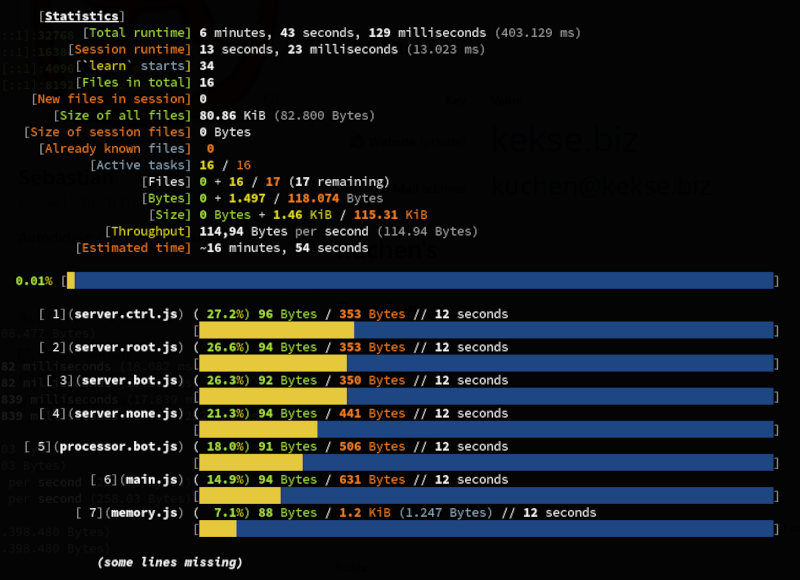 [Statistics]
[Total runtime] 6 minutes, 43 seconds, 129 milliseconds (403.129 ms)
[Session runtime] 13 seconds, 23 milliseconds (13.023 ms)
[`learn` starts] 34
[Files in total] 16
[New files in session] 0
[Size of all files] 80.86 KiB (82.800 Bytes)
[Size of session files] 0 Bytes
[Already known files] 0
[Active tasks] 16 / 16
[Files] 0 + 16 / 17 (17 remaining)
[Bytes] 0 + 1.497 / 118.074 Bytes
[Size] 0 Bytes + 1.46 KiB / 115.31 KiB
[Throughput] 114,94 Bytes per second (114.94 Bytes)
[Estimated time] ~16 minutes, 54 seconds
kekse.biz
kuchen@kekse.biz
Sebastian
kuchen's
0.01% [ ]
[ 1](server.ctrl.js) ( 27.2%) 96 Bytes / 353 Bytes // 12 seconds
[ ]
[ 2](server.root.js) ( 26.6%) 94 Bytes / 353 Bytes // 12 seconds
[ ]
[ 3](server.bot.js) ( 26.3%) 92 Bytes / 350 Bytes // 12 seconds
[ ]
[ 4](server.none.js) ( 21.3%) 94 Bytes / 441 Bytes // 12 seconds
[ ]
[ 5](processor.bot.js) ( 18.0%) 91 Bytes / 506 Bytes // 12 seconds
[ ]
[ 6](main.js) ( 14.9%) 94 Bytes / 631 Bytes // 12 seconds
[ ]
[ 7](memory.js) ( 7.1%) 88 Bytes / 1.2 KiB (1.247 Bytes) // 12 seconds
[ ]
(some lines missing)